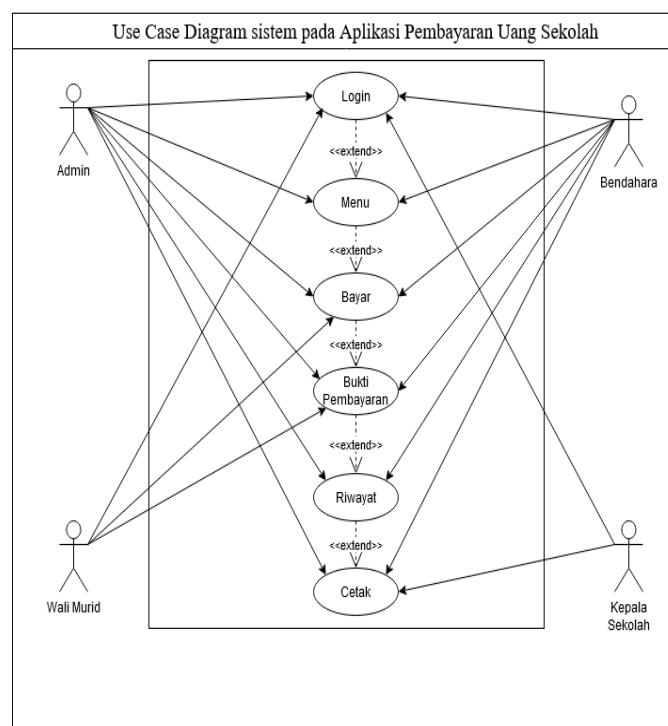 Use Case Diagram sistem pada Aplikasi Pembayaran Uang Sekolah
Login
Admin
Bendahara
<<extend>>
Menu
<<extend>>
Bayar
<<extend>>
Bukti
Pembayaran
<<extend>>
Riwayat
<<extend>>
Cetak
Wali Murid
Kepala
Sekolah